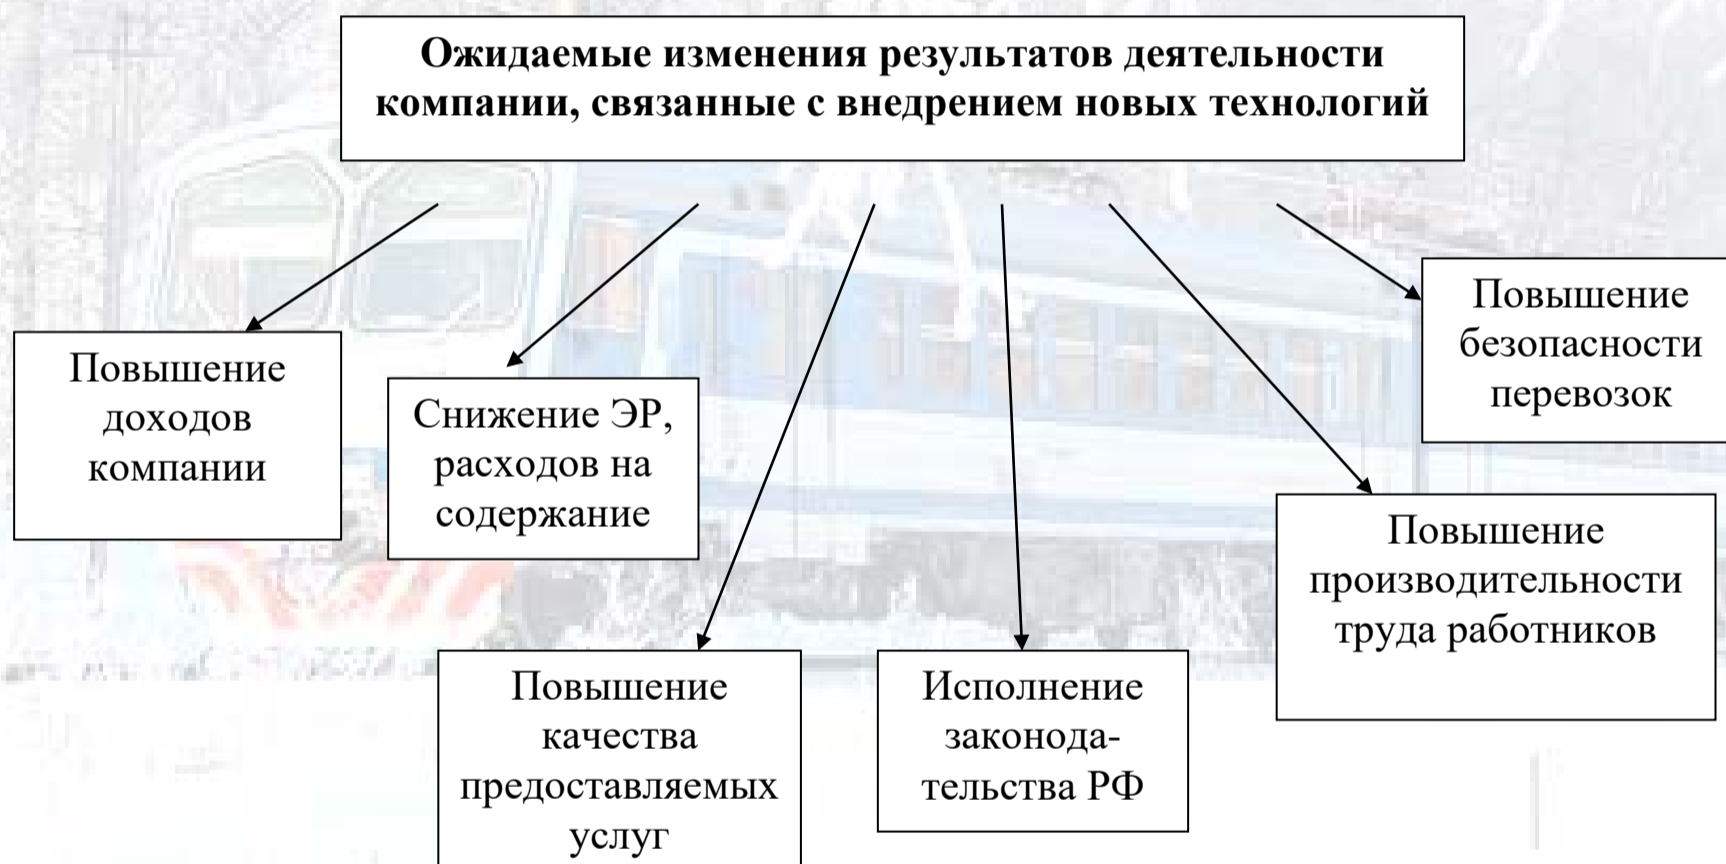 Ожидаемые изменения результатов деятельности
компании, связанные с внедрением новых технологий
Повышение
доходов
компании
Снижение ЭР,
расходов на
содержание
Повышение
качества
предоставляемых
услуг
Исполнение
законода-
тельства РФ
Повышение
производительности
труда работников
Повышение
безопасности
перевозок